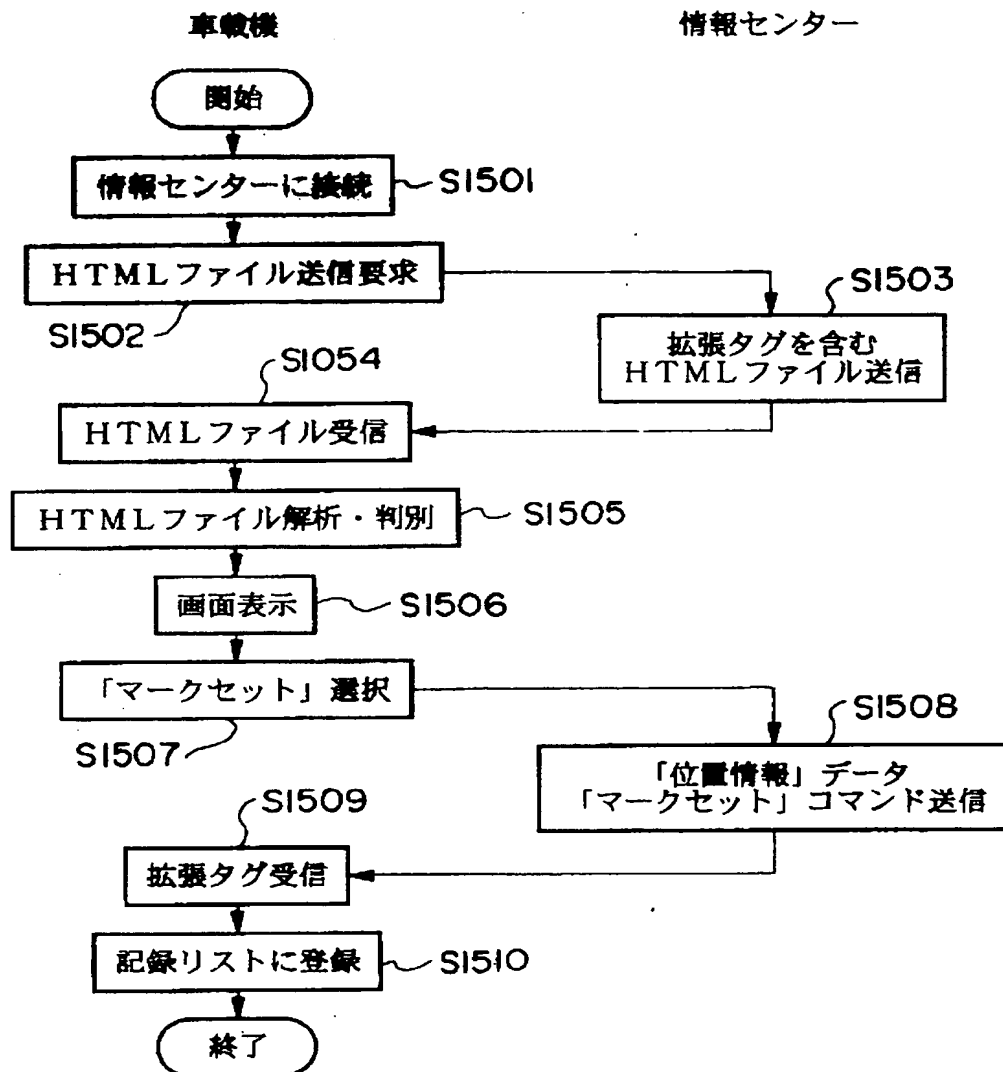 車載機
情報センター
開始
情報センターに接続
S1501
HTMLファイル送信要求
S1502
S1503
拡張タグを含む
HTMLファイル送信
S1054
HTMLファイル受信
HTMLファイル解析・判別
S1505
画面表示
S1506
「マークセット」選択
S1507
S1508
「位置情報」データ
「マークセット」コマンド送信
S1509
拡張タグ受信
記録リストに登録
S1510
終了